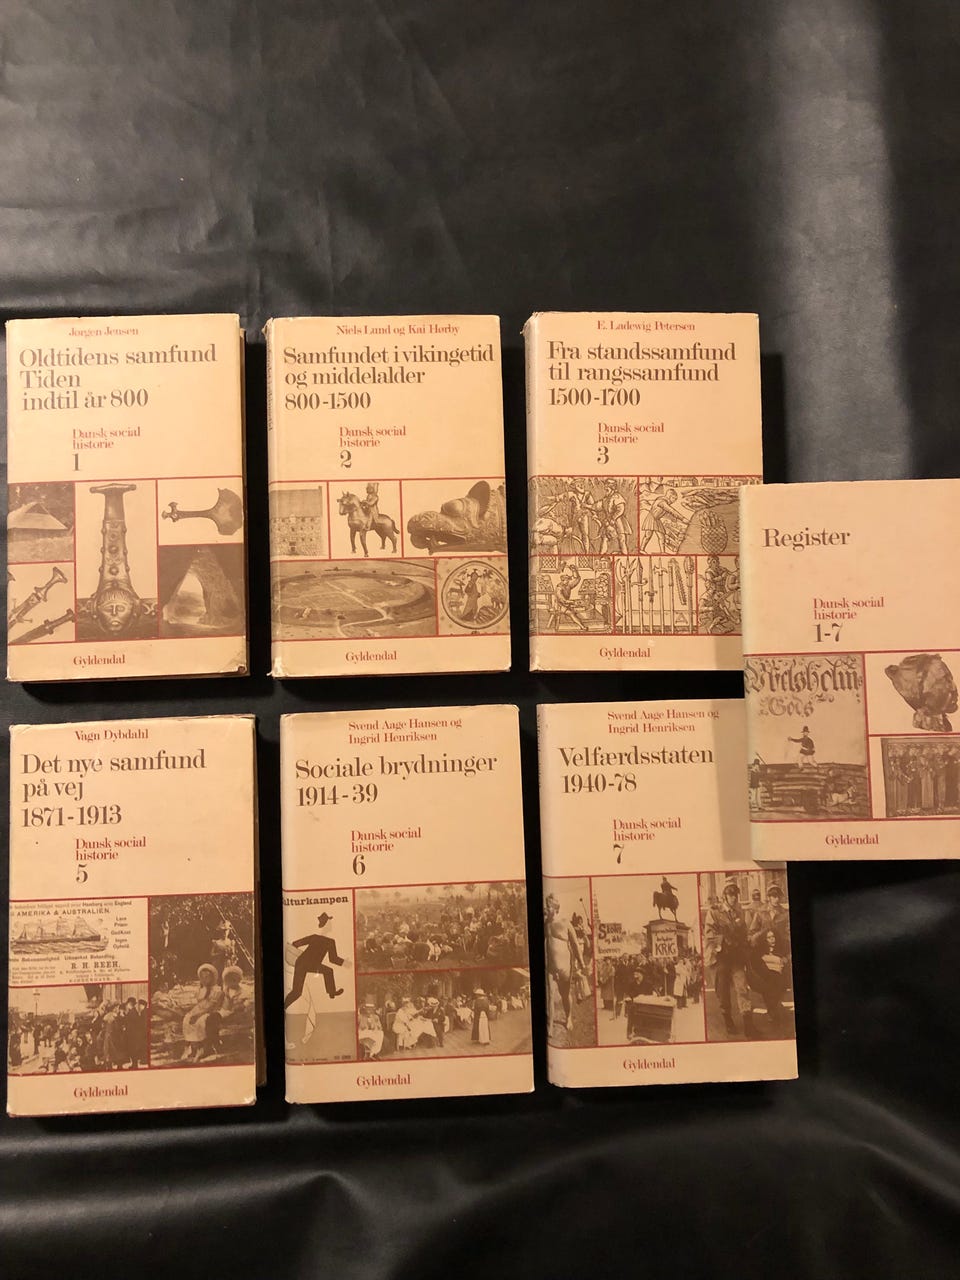 Jørgen Jensen
Oldtidens samfund
Tiden
indtil år 800
Dansk social
historie
1
Gyldendal
Niels Lund og Kai Hørby
Samfundet i vikingetid
og middelalder
800-1500
Dansk social
historie
2
Gyldendal
E. Ladewig Petersen
Fra standssamfund
til rangssamfund
1500-1700
Dansk social
historie
3
Gyldendal
Register
Dansk social
historie
1-7
Gods
Gyldendal
Vagn Dybdahl
Det nye samfund
på vej
1871-1913
Dansk social
historie
5
AMERIKA & AUSTRALIEN
R. H. REEH,
Gyldendal
Svend Aage Hansen og
Ingrid Henriksen
Sociale brydninger
1914-39
Dansk social
historie
6
ulturkampen
Gyldendal
Svend Aage Hansen og
Ingrid Henriksen
Velfærdsstaten
1940-78
Dansk social
historie
7
KRIG
Gyldendal